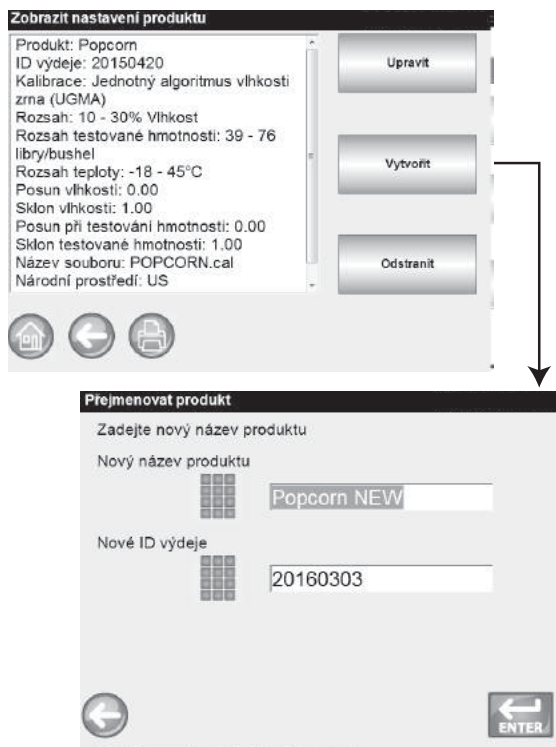 Zobrazit nastavení produktu
Produkt: Popcorn
ID výdeje: 20150420
Kalibrace: Jednotný algoritmus vlhkosti
zrna (UGMA)
Rozsah: 10 - 30% Vlhkost
Rozsah testované hmotnosti: 39 - 76
libry/bushel
Rozsah teploty: -18 - 45°C
Posun vlhkosti: 0.00
Sklon vlhkosti: 1.00
Posun při testování hmotnosti: 0.00
Sklon testované hmotnosti: 1.00
Název souboru: POPCORN.cal
Národní prostředí: US
Upravit
Vytvořit
Odstranit
Přejmenovat produkt
Zadejte nový název produktu
Nový název produktu
Popcorn NEW
Nové ID výdeje
20160303
ENTER